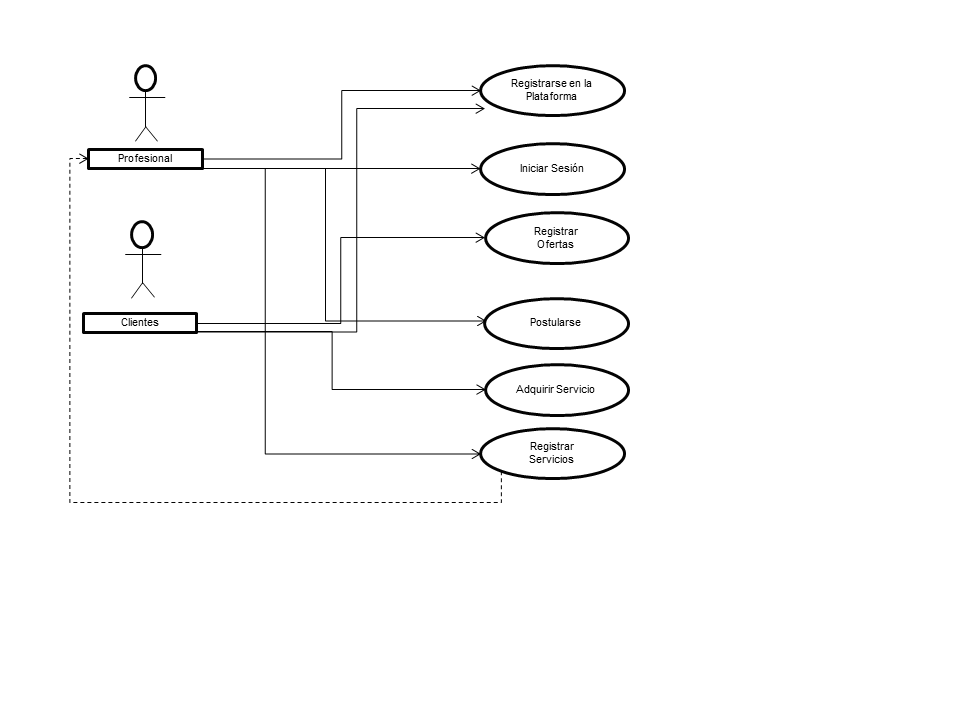 Registrarse en la
Plataforma
Profesional
Iniciar Sesión
Registrar
Ofertas
Clientes
Postularse
Adquirir Servicio
Registrar
Servicios